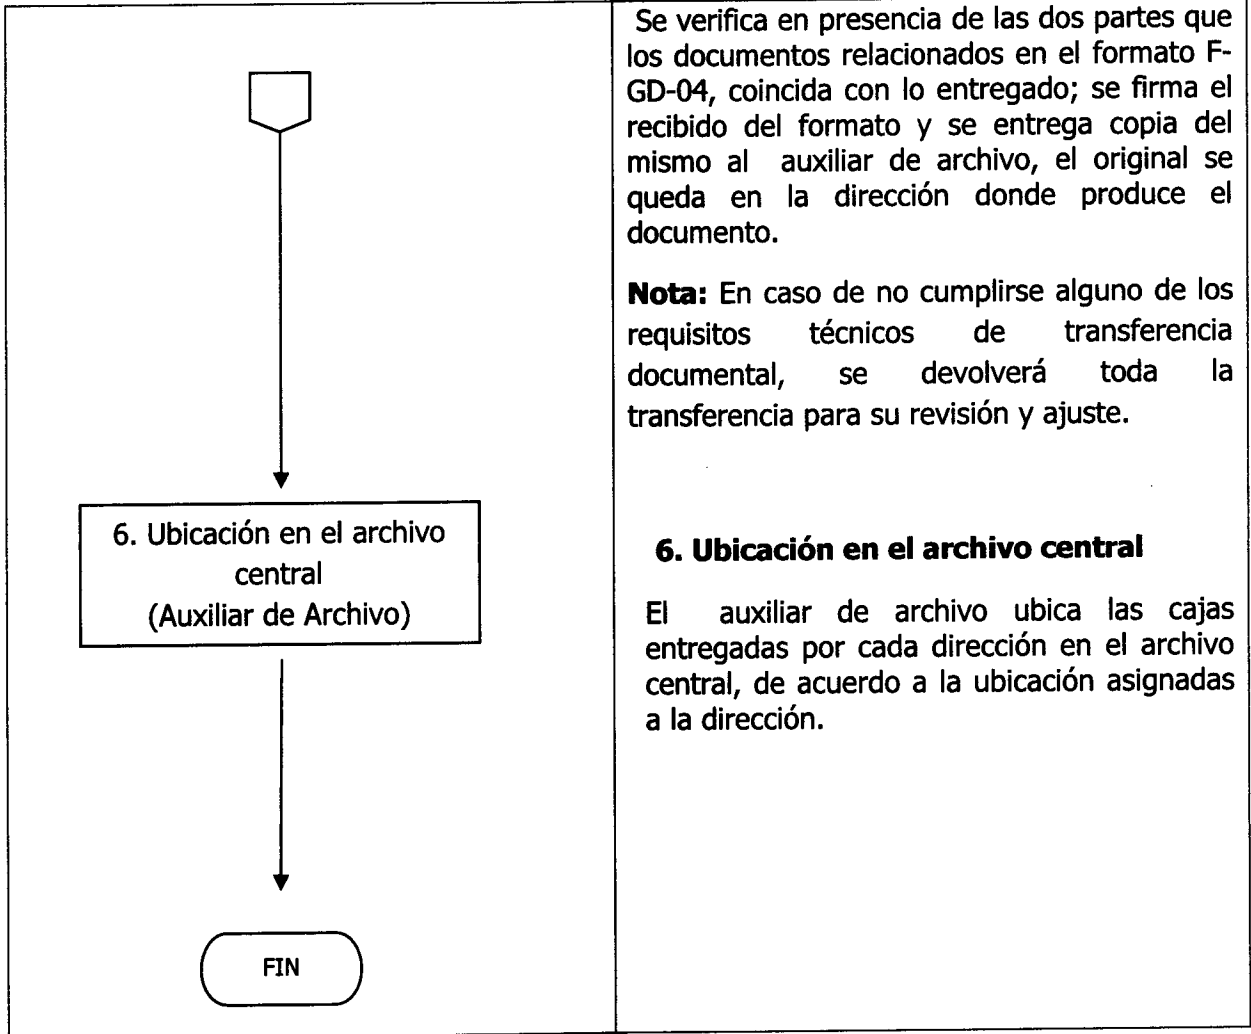 6. Ubicación en el archivo
central
(Auxiliar de Archivo)
FIN
Se verifica en presencia de las dos partes que
los documentos relacionados en el formato F-
GD-04, coincida con lo entregado; se firma el
recibido del formato y se entrega copia del
mismo al auxiliar de archivo, el original se
queda en la dirección donde produce el
documento.
Nota: En caso de no cumplirse alguno de los
requisitos técnicos de transferencia
documental, se devolverá toda la
transferencia para su revisión y ajuste.
6. Ubicación en el archivo central
El auxiliar de archivo ubica las cajas
entregadas por cada dirección en el archivo
central, de acuerdo a la ubicación asignadas
a la dirección.